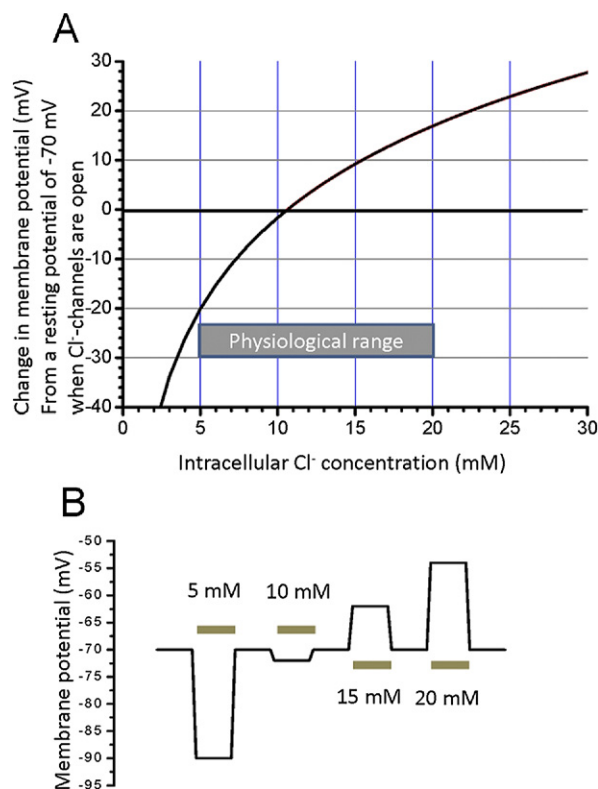 A
Change in membrane potential (mV)
From a resting potential of -70 mV
when Cl⁻-channels are open
30
20
10
0
-10
-20
-30
-40
Physiological range
0 5 10 15 20 25 30
Intracellular Cl⁻ concentration (mM)
B
Membrane potential (mV)
-50
-55
-60
-65
-70
-75
-80
-85
-90
-95
5 mM 10 mM
15 mM 20 mM